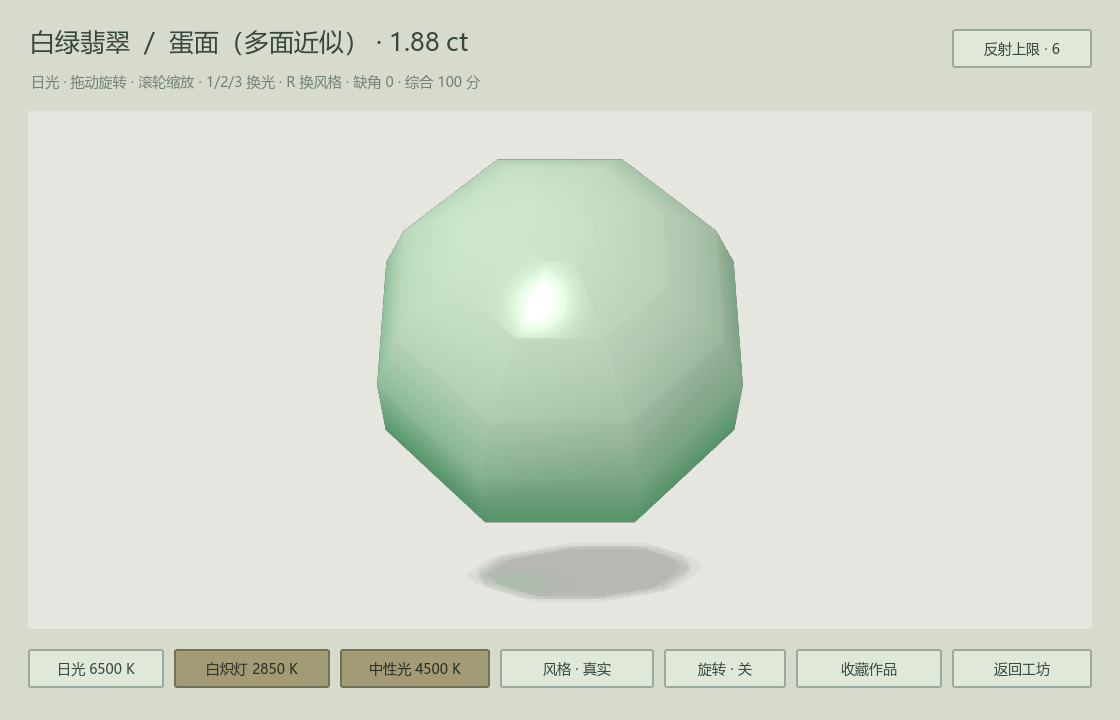 白绿翡翠 / 蛋面（多面近似） · 1.88 ct
反射上限 · 6
日光 · 拖动旋转 · 滚轮缩放 · 1/2/3 换光 · R 换风格 · 缺角 0 · 综合 100 分
日光 6500 K
白炽灯 2850 K
中性光 4500 K
风格 · 真实
旋转 · 关
收藏作品
返回工坊